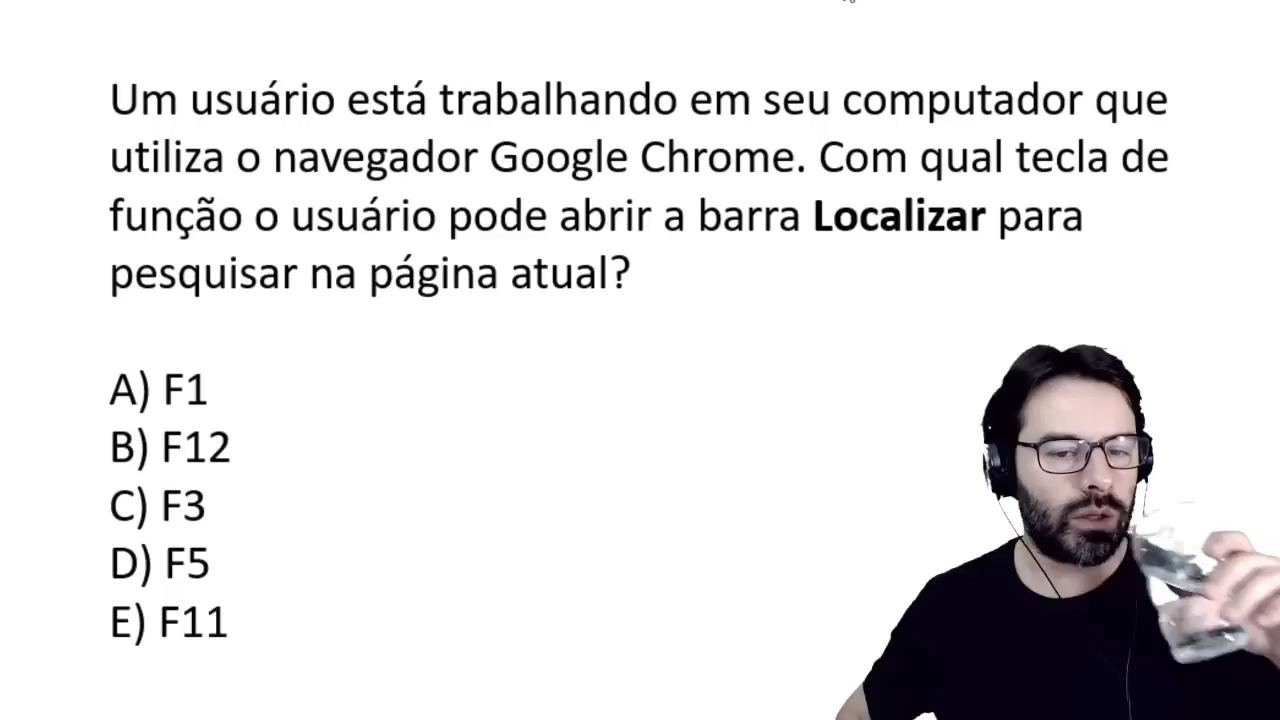 Um usuário está trabalhando em seu computador que
utiliza o navegador Google Chrome. Com qual tecla de
função o usuário pode abrir a barra Localizar para
pesquisar na página atual?
A) F1
B) F12
C) F3
D) F5
E) F11